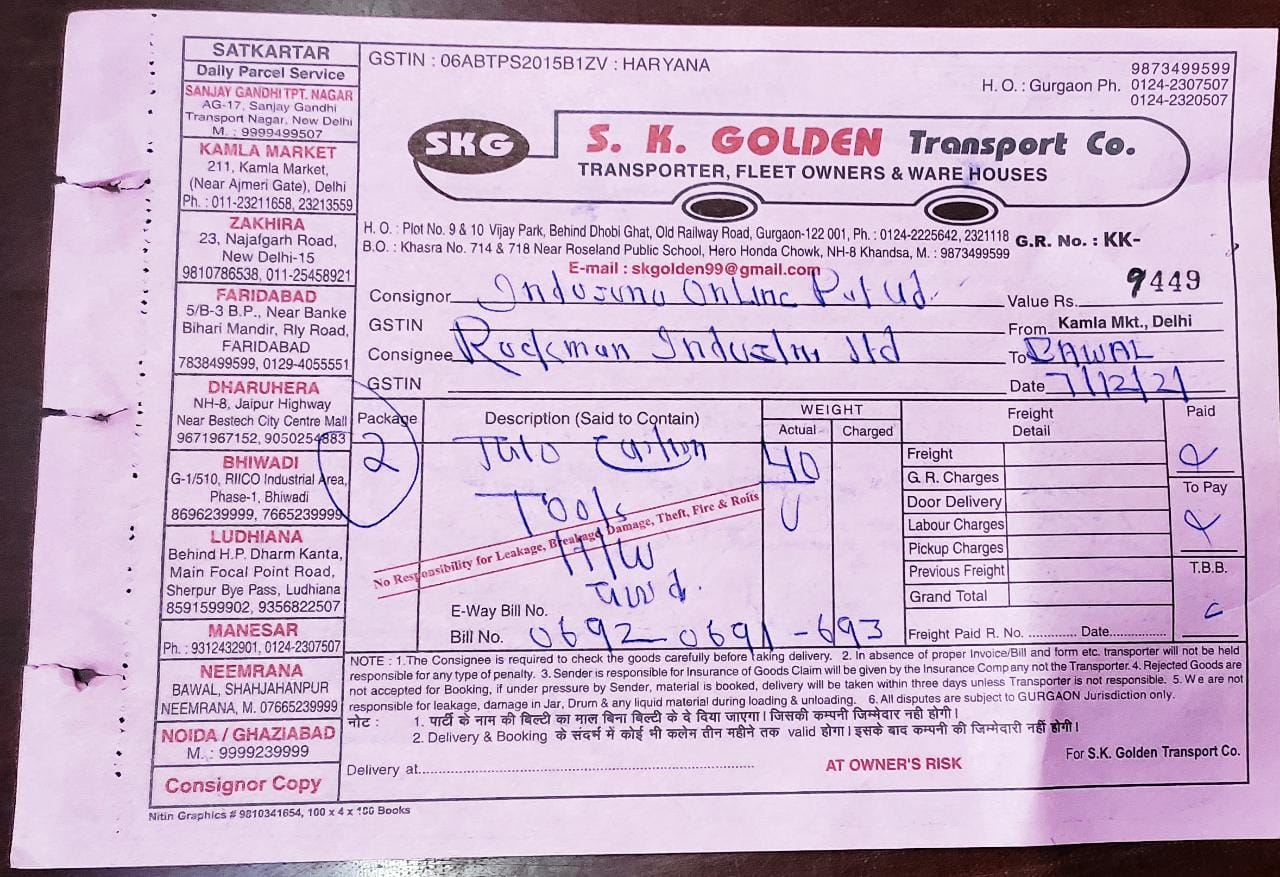 SATKARTAR
Daily Parcel Service
SANJAY GANDHI TPT. NAGAR
AG-17, Sanjay Gandhi
Transport Nagar, New Delhi
M. : 9999499507
KAMLA MARKET
211, Kamla Market,
(Near Ajmeri Gate), Delhi
Ph. : 011-23211658, 23213559
ZAKHIRA
23, Najafgarh Road,
New Delhi-15
9810786538, 011-25458921
FARIDABAD
5/B-3 B.P., Near Banke
Bihari Mandir, Rly Road,
FARIDABAD
7838499599, 0129-4055551
DHARUHERA
NH-8, Jaipur Highway
Near Bestech City Centre Mall
9671967152, 9050254883
BHIWADI
G-1/510, RIICO Industrial Area,
Phase-1, Bhiwadi
8696239999, 7665239999
LUDHIANA
Behind H.P. Dharm Kanta,
Main Focal Point Road,
Sherpur Bye Pass, Ludhiana
8591599902, 9356822507
MANESAR
Ph. : 9312432901, 0124-2307507
NEEMRANA
BAWAL, SHAHJAHANPUR
NEEMRANA, M. 07665239999
NOIDA / GHAZIABAD
M. : 9999239999
Consignor Copy
Nitin Graphics # 9810341654, 100 x 4 x 100 Books
GSTIN : 06ABTPS2015B1ZV : HARYANA
9873499599
H. O. : Gurgaon Ph. 0124-2307507
0124-2320507
SKG
S. K. GOLDEN Transport Co.
TRANSPORTER, FLEET OWNERS & WARE HOUSES
H. O. : Plot No. 9 & 10 Vijay Park, Behind Dhobi Ghat, Old Railway Road, Gurgaon-122 001, Ph. : 0124-2225642, 2321118
B.O. : Khasra No. 714 & 718 Near Roseland Public School, Hero Honda Chowk, NH-8 Khandsa, M. : 9873499599
G.R. No. : KK-
E-mail : skgolden99@gmail.com
9449
Consignor Online
Value Rs.
GSTIN
From Kamla Mkt., Delhi
Consignee Rockman
To BAWAL
GSTIN
Date 7/12/21
Package
Description (Said to Contain)
WEIGHT
Actual Charged
Freight Detail
Paid
2
40
Tools
H/W
No Responsibility for Leakage, Breakage, Damage, Theft, Fire & Roits
Freight
G. R. Charges
Door Delivery
Labour Charges
Pickup Charges
Previous Freight
Grand Total
To Pay
T.B.B.
E-Way Bill No.
Bill No. 0692-0691-693
Freight Paid R. No. ............. Date...............
NOTE : 1.The Consignee is required to check the goods carefully before taking delivery. 2. In absence of proper Invoice/Bill and form etc. transporter will not be held
responsible for any type of penalty. 3. Sender is responsible for Insurance of Goods Claim will be given by the Insurance Company not the Transporter. 4. Rejected Goods are
not accepted for Booking, if under pressure by Sender, material is booked, delivery will be taken within three days unless Transporter is not responsible. 5. We are not
responsible for leakage, damage in Jar, Drum & any liquid material during loading & unloading. 6. All disputes are subject to GURGAON Jurisdiction only.
नोट : 1. पार्टी के नाम की बिल्टी का माल बिना बिल्टी के दे दिया जाएगा। जिसकी कम्पनी जिम्मेदार नही होगी।
2. Delivery & Booking के संदर्भ में कोई भी कलेम तीन महीने तक valid होगा। इसके बाद कम्पनी की जिम्मेदारी नहीं होगी।
For S.K. Golden Transport Co.
Delivery at
AT OWNER'S RISK